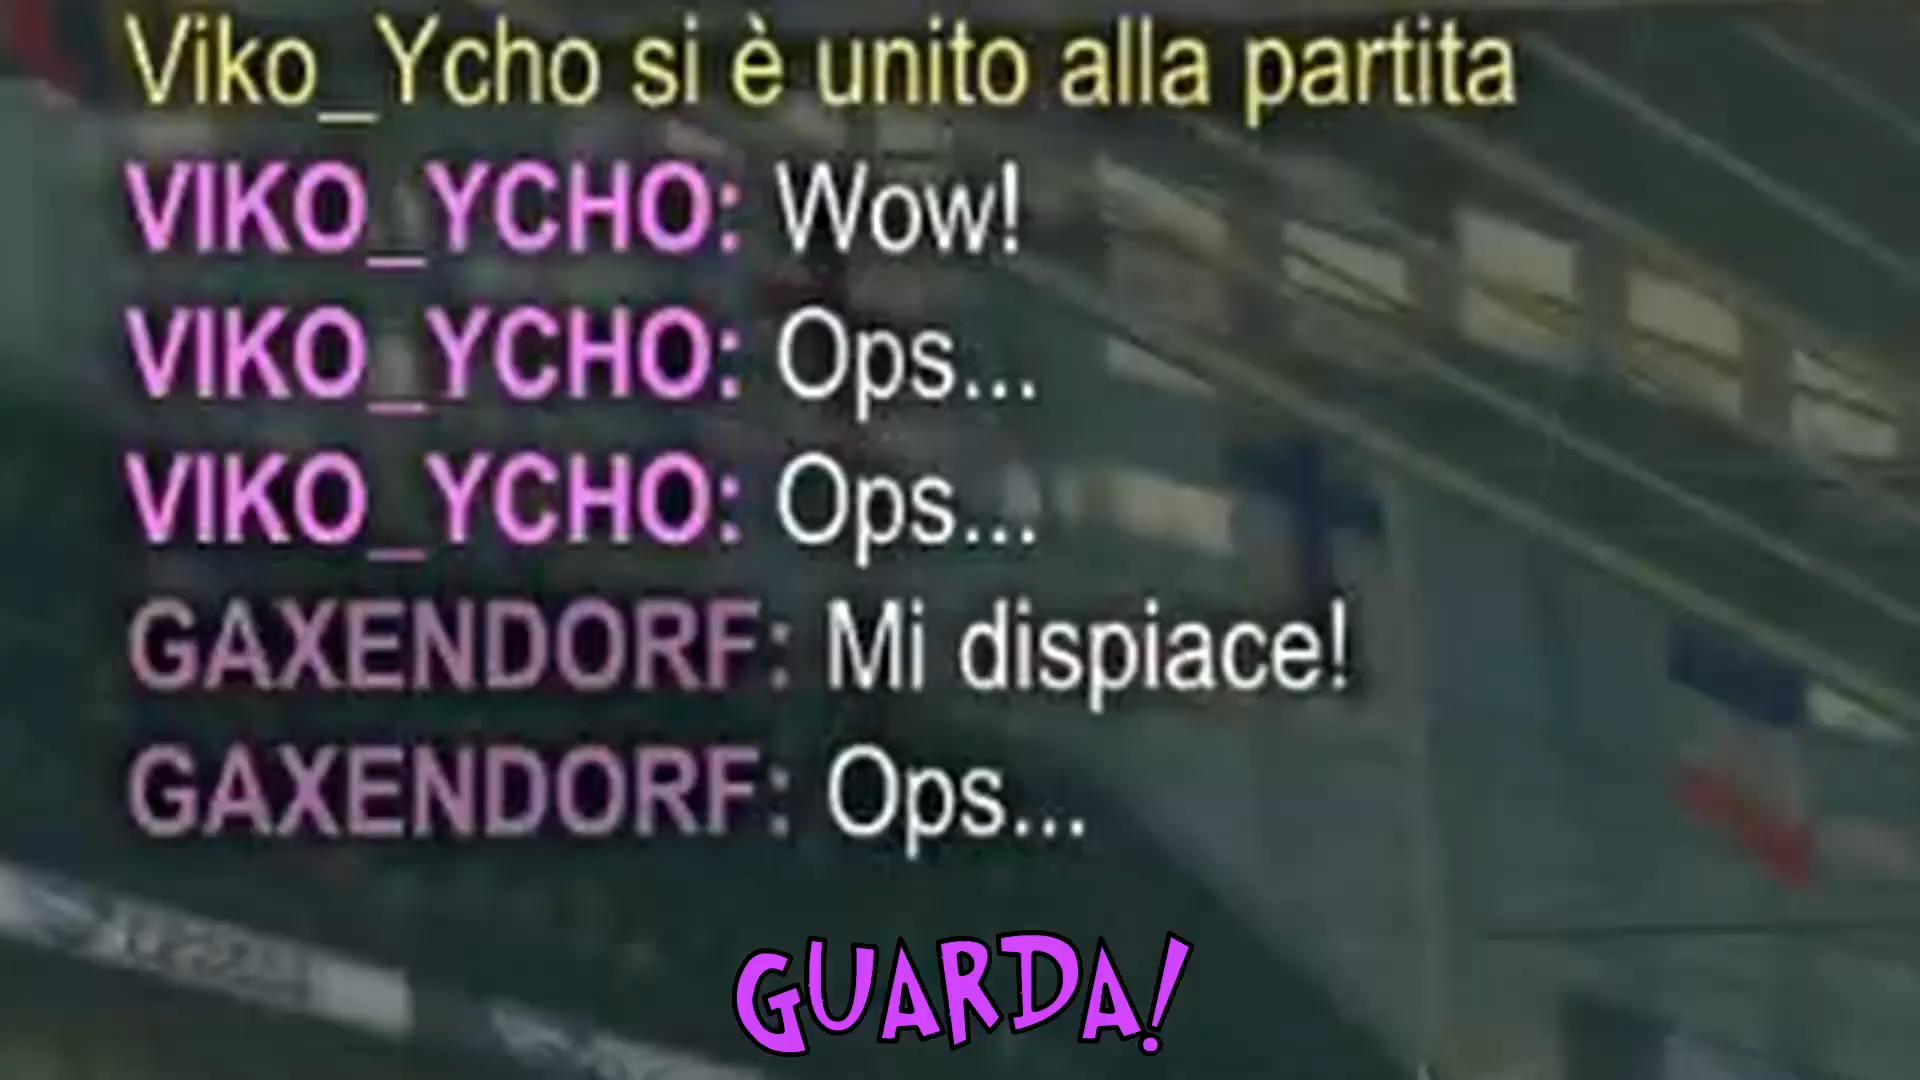 Viko_Ycho si è unito alla partita
VIKO_YCHO: Wow!
VIKO_YCHO: Ops...
VIKO_YCHO: Ops...
GAXENDORF: Mi dispiace!
GAXENDORF: Ops...
GUARDA!